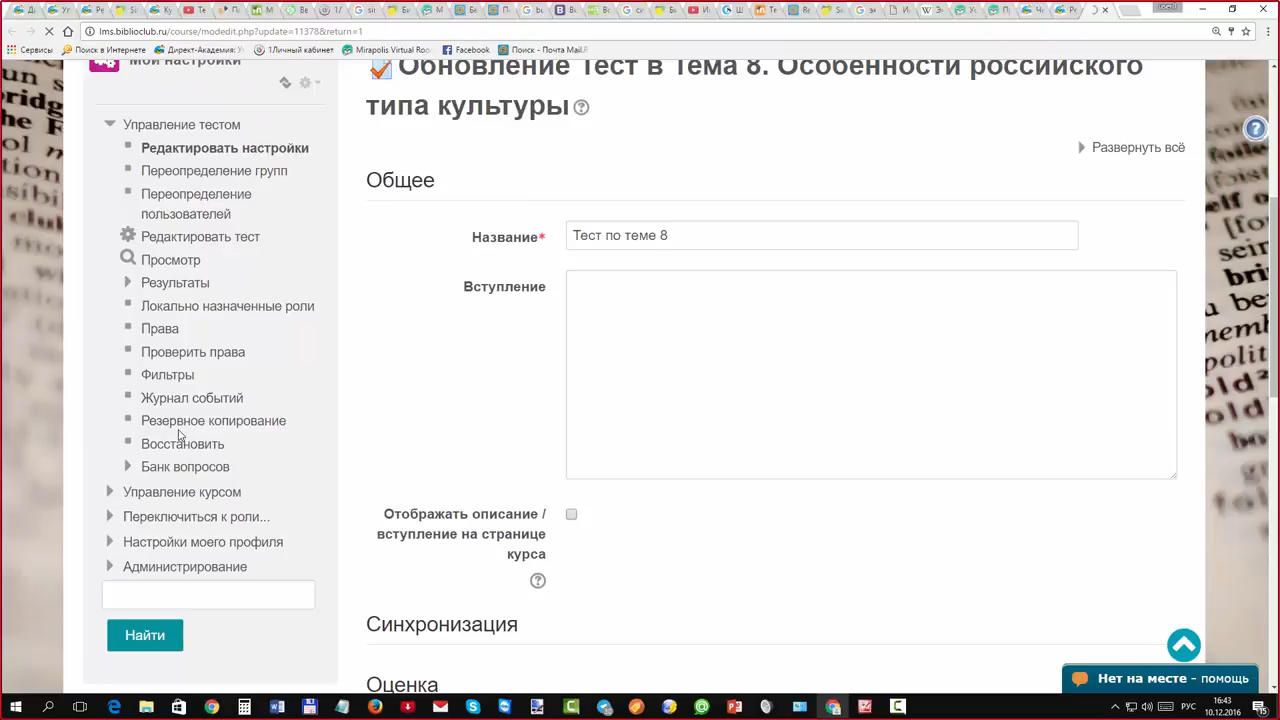 lms.biblioclub.ru/course/modedit.php?update=11378&return=1
Сервисы
Поиск в Интернете
Директ-Академия:
1Личный кабинет
Mirapolis Virtual Roo
Facebook
Поиск - Почта Mail.R
Мои настройки
Управление тестом
Редактировать настройки
Переопределение групп
Переопределение
пользователей
Редактировать тест
Просмотр
Результаты
Локально назначенные роли
Права
Проверить права
Фильтры
Журнал событий
Резервное копирование
Восстановить
Банк вопросов
Управление курсом
Переключиться к роли...
Настройки моего профиля
Администрирование
Найти
Обновление Тест в Тема 8. Особенности российского
типа культуры
Развернуть всё
Общее
Название*
Тест по теме 8
Вступление
Отображать описание /
вступление на странице
курса
Синхронизация
Оценка
Нет на месте - помощь
РУС
16:43
10.12.2016
15